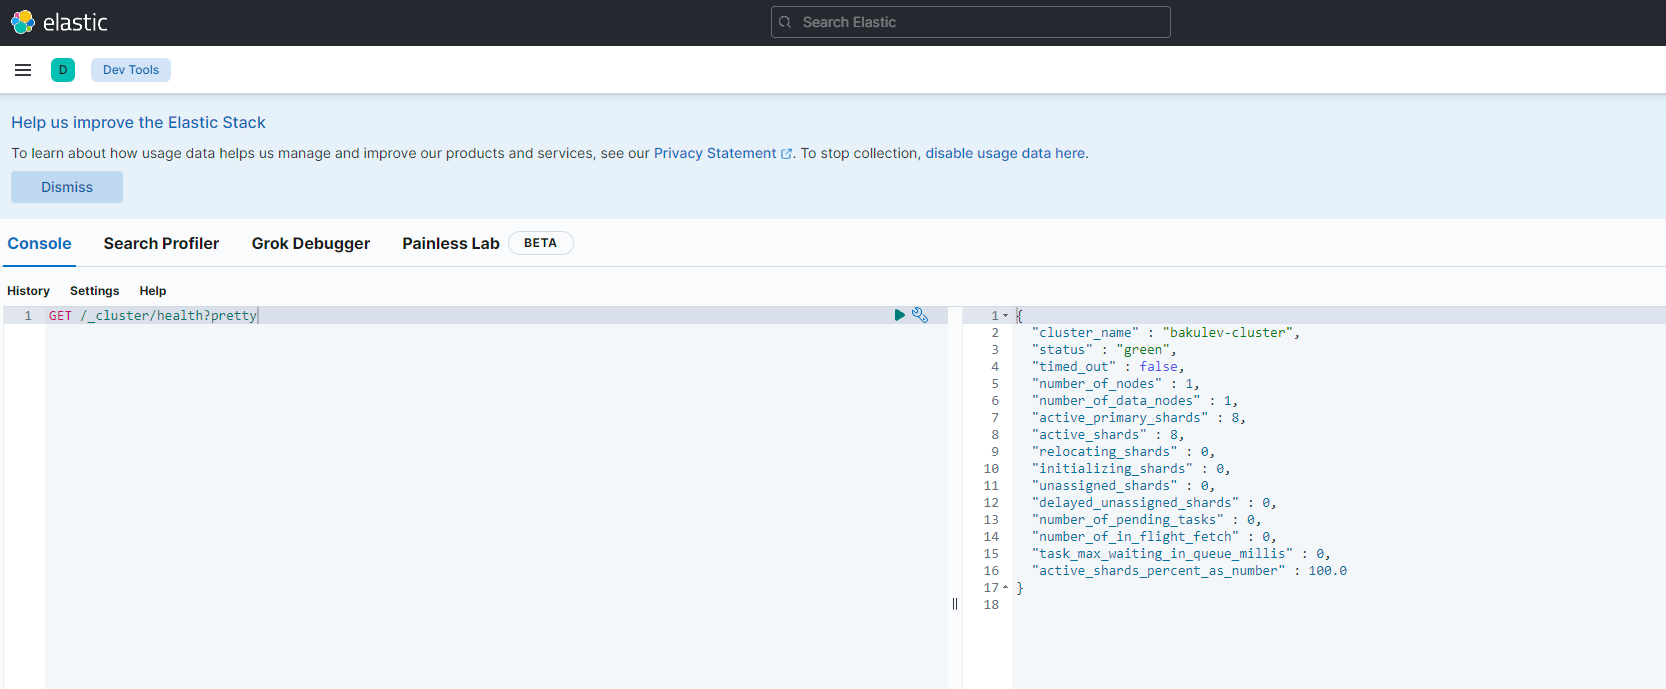 elastic
Search Elastic
D
Dev Tools
Help us improve the Elastic Stack
To learn about how usage data helps us manage and improve our products and services, see our Privacy Statement. To stop collection, disable usage data here.
Dismiss
Console Search Profiler Grok Debugger Painless Lab BETA
History Settings Help
1 GET /_cluster/health?pretty
1 {
2 "cluster_name" : "bakulev-cluster",
3 "status" : "green",
4 "timed_out" : false,
5 "number_of_nodes" : 1,
6 "number_of_data_nodes" : 1,
7 "active_primary_shards" : 8,
8 "active_shards" : 8,
9 "relocating_shards" : 0,
10 "initializing_shards" : 0,
11 "unassigned_shards" : 0,
12 "delayed_unassigned_shards" : 0,
13 "number_of_pending_tasks" : 0,
14 "number_of_in_flight_fetch" : 0,
15 "task_max_waiting_in_queue_millis" : 0,
16 "active_shards_percent_as_number" : 100.0
17 }
18